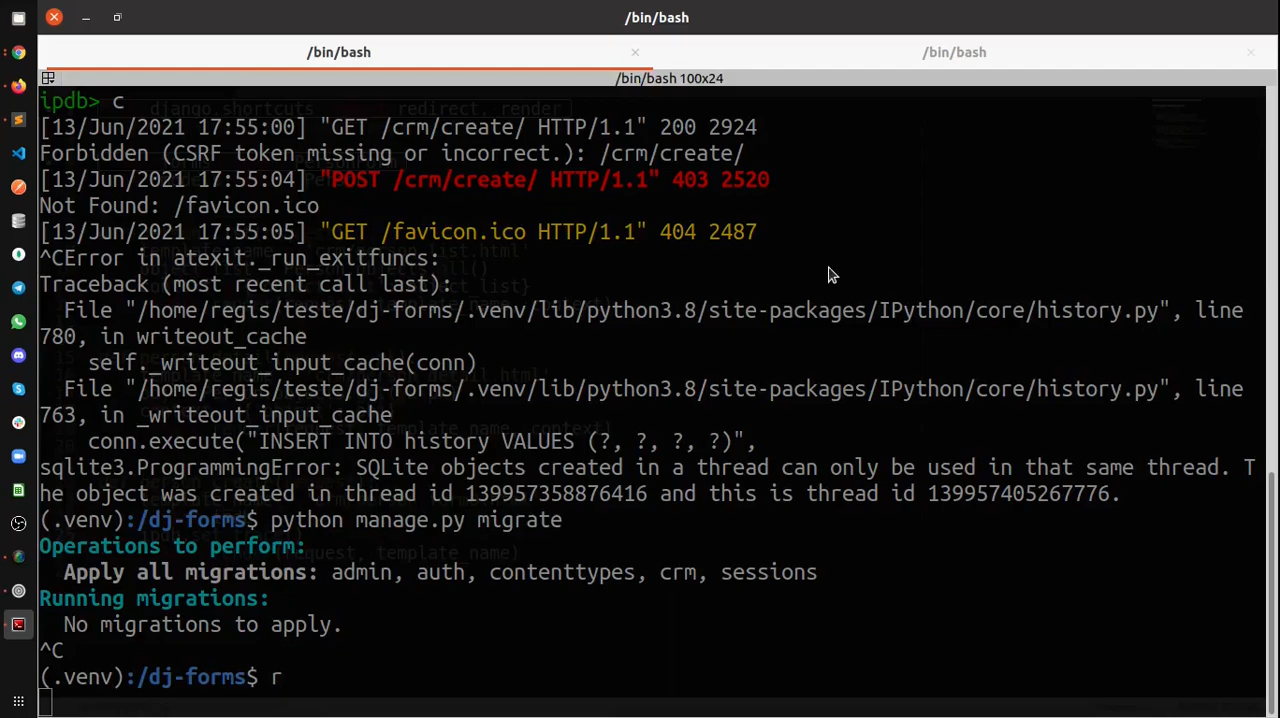 /bin/bash
/bin/bash
/bin/bash
/bin/bash 100x24
ipdb> c
[13/Jun/2021 17:55:00] "GET /crm/create/ HTTP/1.1" 200 2924
Forbidden (CSRF token missing or incorrect.): /crm/create/
[13/Jun/2021 17:55:04] "POST /crm/create/ HTTP/1.1" 403 2520
Not Found: /favicon.ico
[13/Jun/2021 17:55:05] "GET /favicon.ico HTTP/1.1" 404 2487
^CError in atexit._run_exitfuncs:
Traceback (most recent call last):
  File "/home/regis/teste/dj-forms/.venv/lib/python3.8/site-packages/IPython/core/history.py", line
780, in writeout_cache
    self._writeout_input_cache(conn)
  File "/home/regis/teste/dj-forms/.venv/lib/python3.8/site-packages/IPython/core/history.py", line
763, in _writeout_input_cache
    conn.execute("INSERT INTO history VALUES (?, ?, ?, ?)",
sqlite3.ProgrammingError: SQLite objects created in a thread can only be used in that same thread. T
he object was created in thread id 139957358876416 and this is thread id 139957405267776.
(.venv):/dj-forms$ python manage.py migrate
Operations to perform:
  Apply all migrations: admin, auth, contenttypes, crm, sessions
Running migrations:
  No migrations to apply.
^C
(.venv):/dj-forms$ r